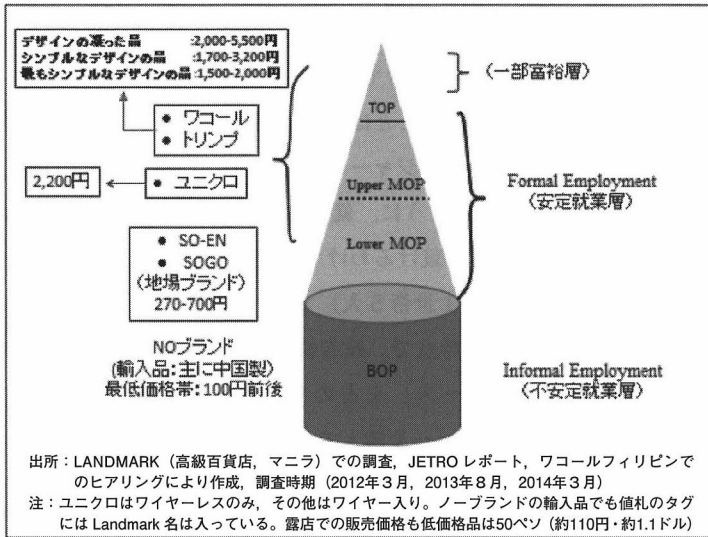 デザインの凝った品　:2,000-5,500円
シンプルなデザインの品　:1,700-3,200円
最もシンプルなデザインの品:1,500-2,000円
● ワコール
● トリンプ
2,200円
● ユニクロ
● SO-EN
● SOGO
(地場ブランド)
270-700円
NOブランド
(輸入品:主に中国製)
最低価格帯:100円前後
TOP
Upper MOP
Lower MOP
BOP
(一部富裕層)
Formal Employment
(安定就業層)
Informal Employment
(不安定就業層)
出所：LANDMARK（高級百貨店，マニラ）での調査，JETROレポート，ワコールフィリピンで
のヒアリングにより作成，調査時期（2012年3月，2013年8月，2014年3月）
注：ユニクロはワイヤーレスのみ，その他はワイヤー入り。ノーブランドの輸入品でも値札のタグ
にはLandmark名は入っている。露店での販売価格も低価格品は50ペソ（約110円・約1.1ドル）